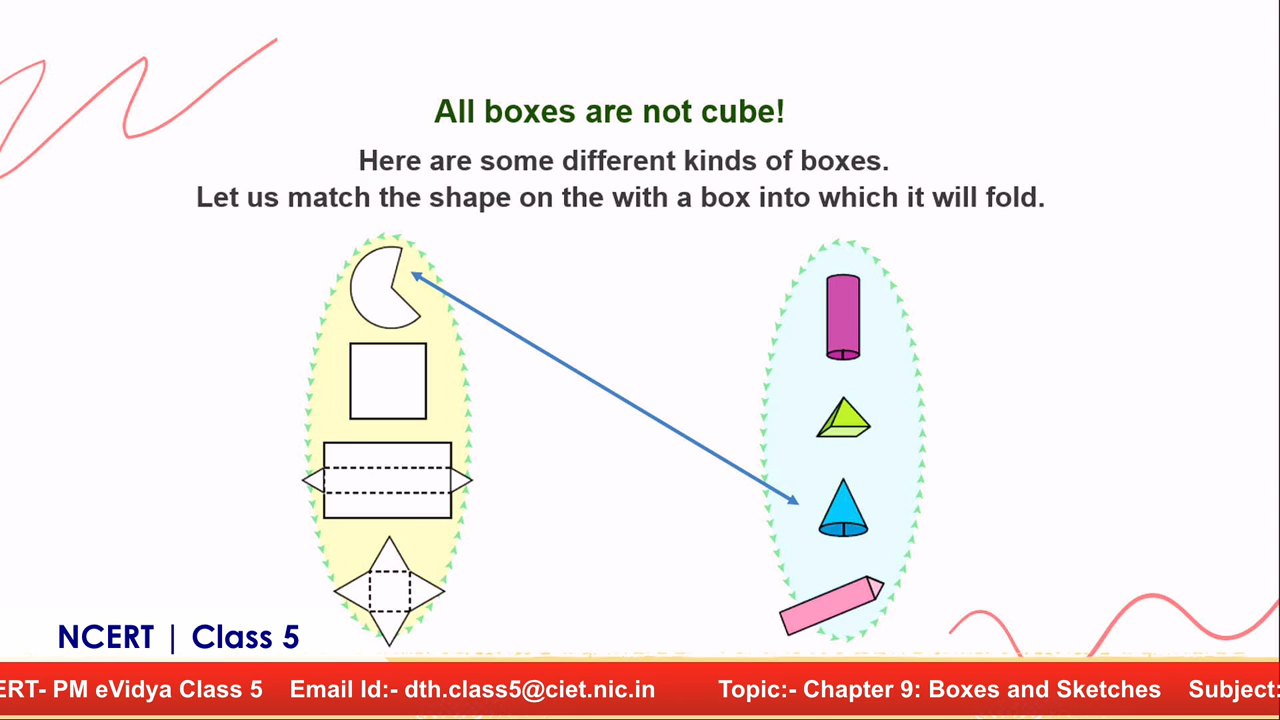 All boxes are not cube!
Here are some different kinds of boxes.
Let us match the shape on the with a box into which it will fold.
NCERT | Class 5
ERT- PM eVidya Class 5 Email Id:- dth.class5@ciet.nic.in Topic:- Chapter 9: Boxes and Sketches Subject: